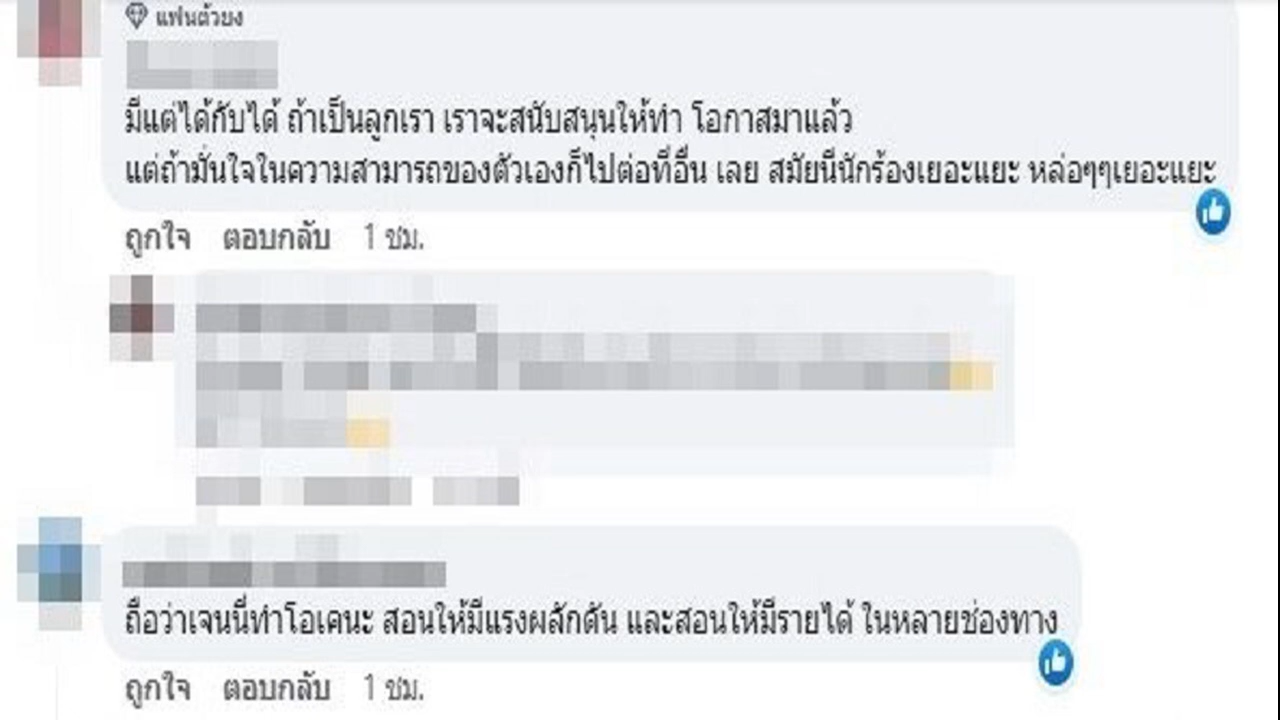 แฟนตัวยง
มีแต่ได้กับได้ ถ้าเป็นลูกเรา เราจะสนับสนุนให้ทำ โอกาสมาแล้ว
แต่ถ้ามั่นใจในความสามารถของตัวเองก็ไปต่อที่อื่น เลย สมัยนี้นักร้องเยอะแยะ หล่อๆๆเยอะแยะ
ถูกใจ ตอบกลับ 1 ชม.
ถือว่าเจนนี่ทำโอเคนะ สอนให้มีแรงผลักดัน และสอนให้มีรายได้ ในหลายช่องทาง
ถูกใจ ตอบกลับ 1 ชม.